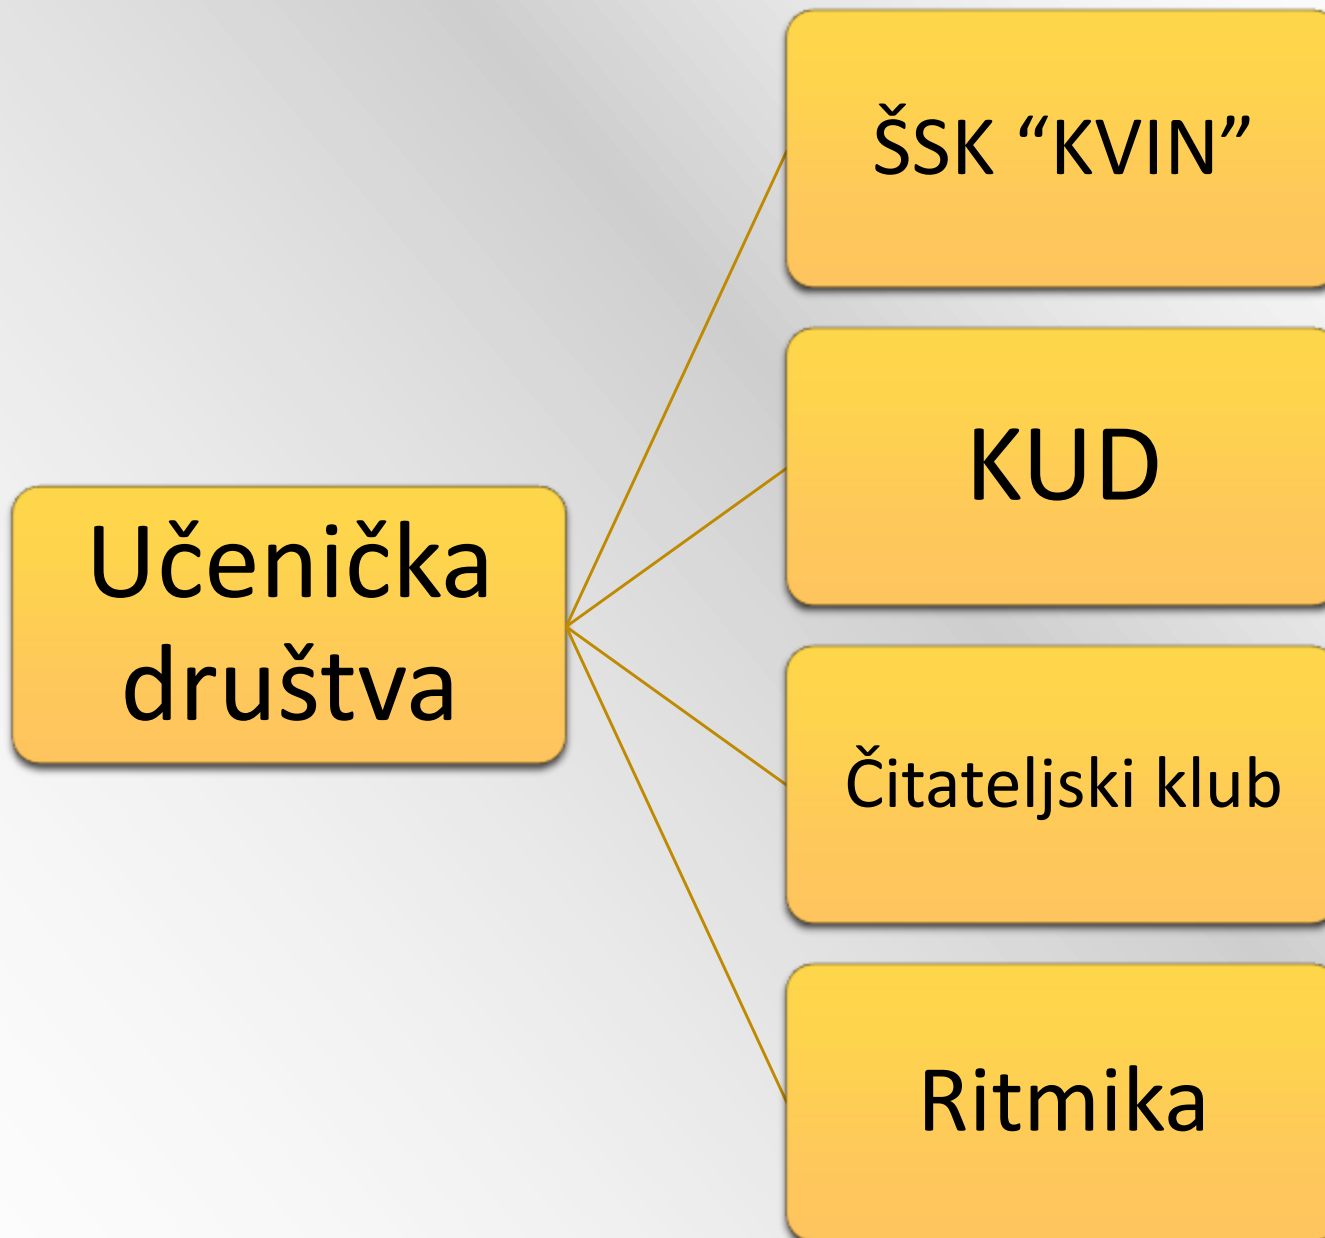 Učenička
društva
ŠSK “KVIN”
KUD
Čitateljski klub
Ritmika